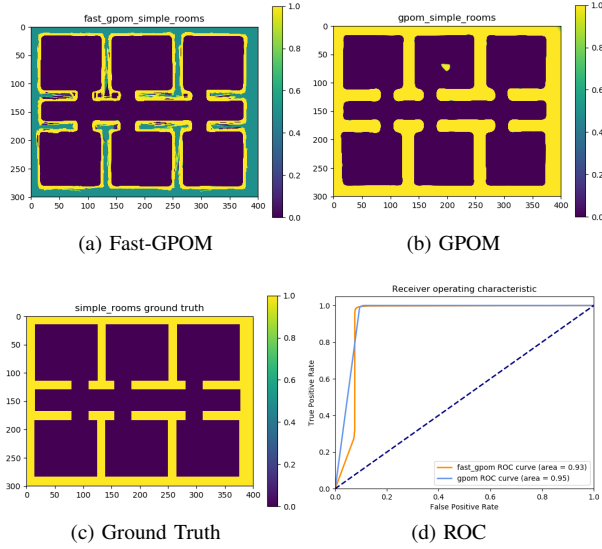 fast_gpom_simple_rooms
gpom_simple_rooms
0
50
100
150
200
250
300
0 50 100 150 200 250 300 350 400
1.0
0.8
0.6
0.4
0.2
0.0
0
50
100
150
200
250
300
0 50 100 150 200 250 300 350 400
1.0
0.8
0.6
0.4
0.2
0.0
(a) Fast-GPOM
(b) GPOM
simple_rooms ground truth
0
50
100
150
200
250
300
0 50 100 150 200 250 300 350 400
1.0
0.8
0.6
0.4
0.2
0.0
Receiver operating characteristic
True Positive Rate
1.0
0.8
0.6
0.4
0.2
0.0
0.0 0.2 0.4 0.6 0.8 1.0
False Positive Rate
fast_gpom ROC curve (area = 0.93)
gpom ROC curve (area = 0.95)
(c) Ground Truth
(d) ROC